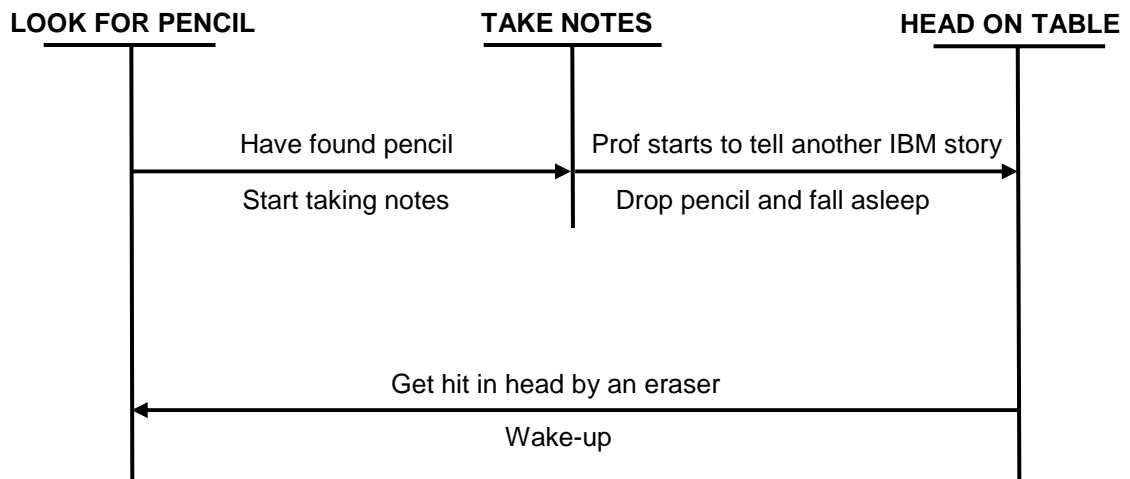 LOOK FOR PENCIL
TAKE NOTES
HEAD ON TABLE
Have found pencil
Prof starts to tell another IBM story
Start taking notes
Drop pencil and fall asleep
Get hit in head by an eraser
Wake-up